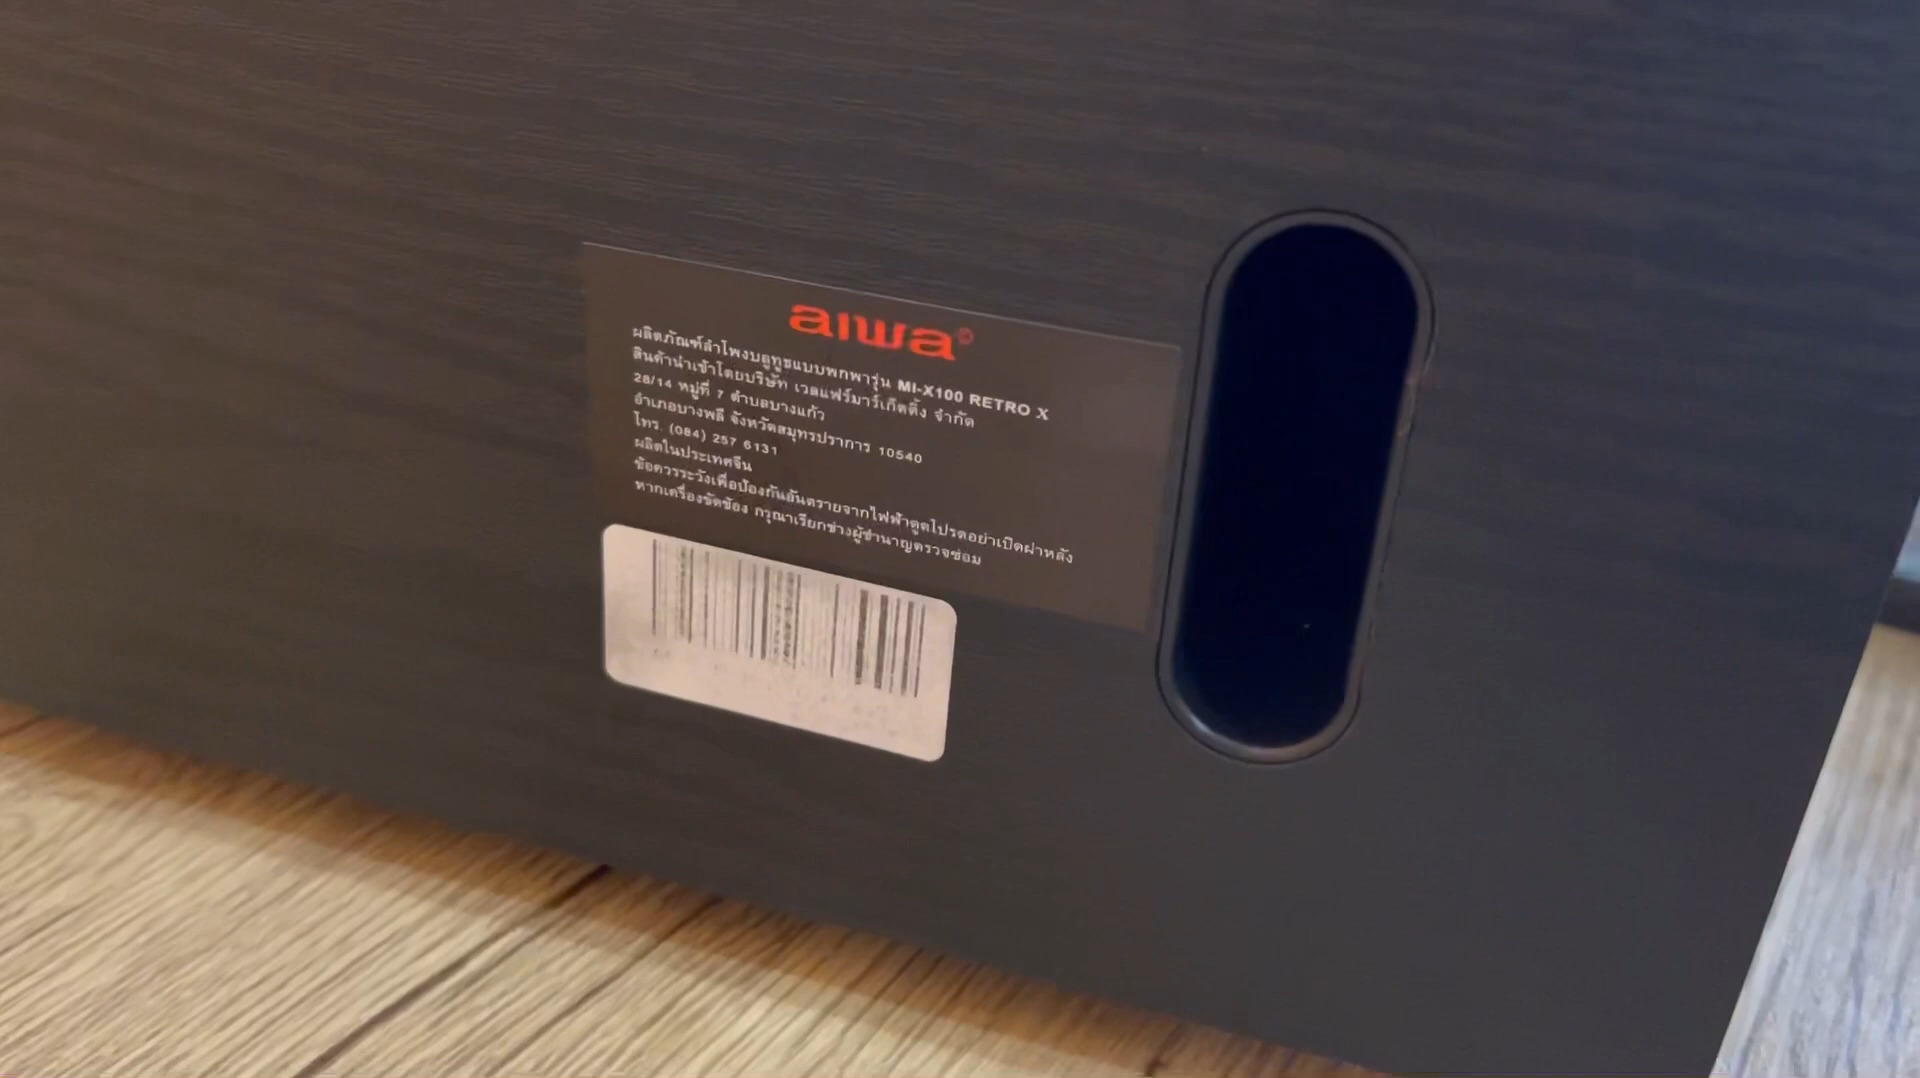 aiwa
ผลิตภัณฑ์ลำโพงบลูทูธแบบพกพารุ่น MI-X100 RETRO X
สินค้านำเข้าโดยบริษัท เวลแฟร์มาร์เก็ตติ้ง จำกัด
28/14 หมู่ที่ 7 ตำบลบางแก้ว
อำเภอบางพลี จังหวัดสมุทรปราการ 10540
โทร. (084) 257 6131
ผลิตในประเทศจีน
ข้อควรระวังเพื่อป้องกันอันตรายจากไฟฟ้าดูดโปรดอย่าเปิดฝาหลัง
หากเครื่องขัดข้อง กรุณาเรียกช่างผู้ชำนาญตรวจซ่อม